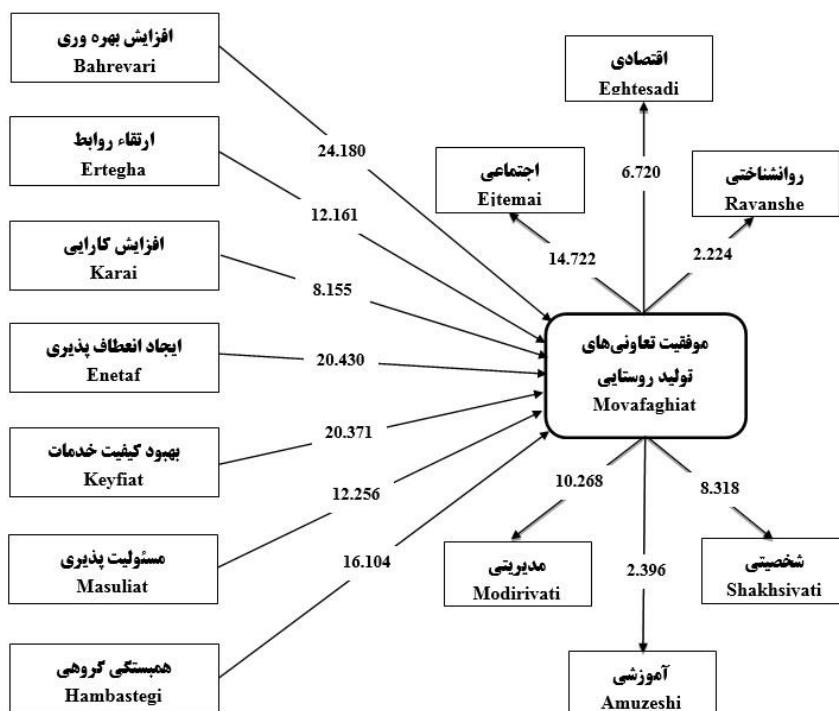 افزایش بهره وری
Bahrevari
ارتقاء روابط
Ertegha
افزایش کارایی
Karai
ایجاد انعطاف پذیری
Enetaf
بهبود کیفیت خدمات
Keyfiat
مسئولیت پذیری
Masuliat
همبستگی گروهی
Hambastegi
24.180
12.161
8.155
20.430
20.371
12.256
16.104
اقتصادی
Eghtesadi
اجتماعی
Ejtemai
روانشناختی
Ravanshe
6.720
14.722
2.224
موفقیت تعاونی‌های
تولید روستایی
Movafaghiat
10.268
8.318
2.396
مدیریتی
Modirivati
شخصیتی
Shakhsivati
آموزشی
Amuzeshi